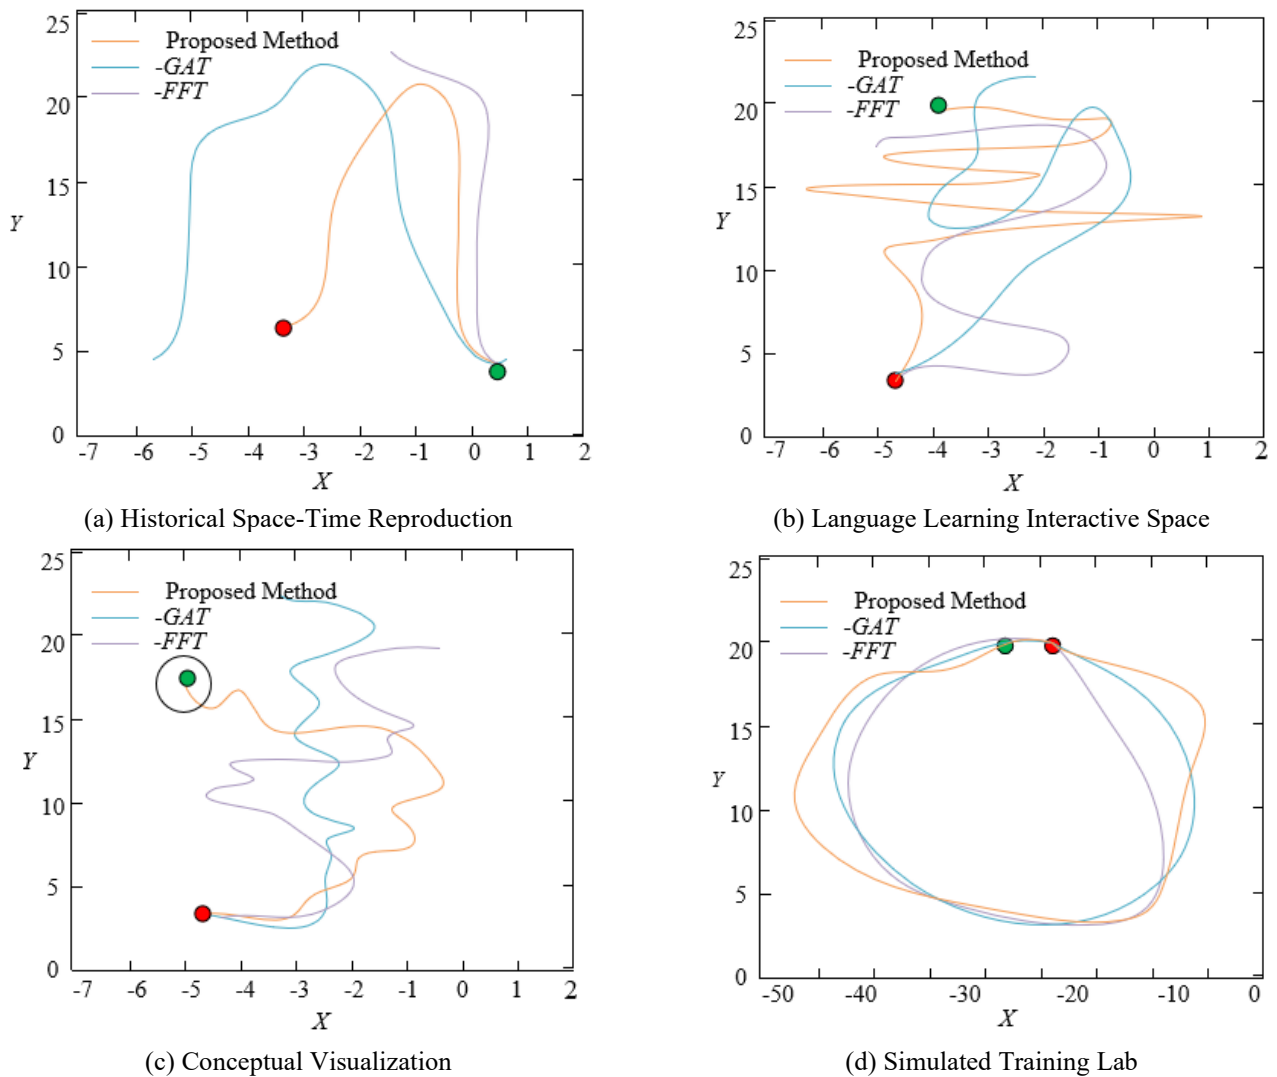 25
20
15
10
5
0
Y
Proposed Method
-GAT
-FFT
-7 -6 -5 -4 -3 -2 -1 0 1 2
X
(a) Historical Space-Time Reproduction
25
20
15
10
5
0
Y
Proposed Method
-GAT
-FFT
-7 -6 -5 -4 -3 -2 -1 0 1 2
X
(b) Language Learning Interactive Space
25
20
15
10
5
0
Y
Proposed Method
-GAT
-FFT
-7 -6 -5 -4 -3 -2 -1 0 1 2
X
(c) Conceptual Visualization
25
20
15
10
5
0
Y
Proposed Method
-GAT
-FFT
-50 -40 -30 -20 -10 0
X
(d) Simulated Training Lab